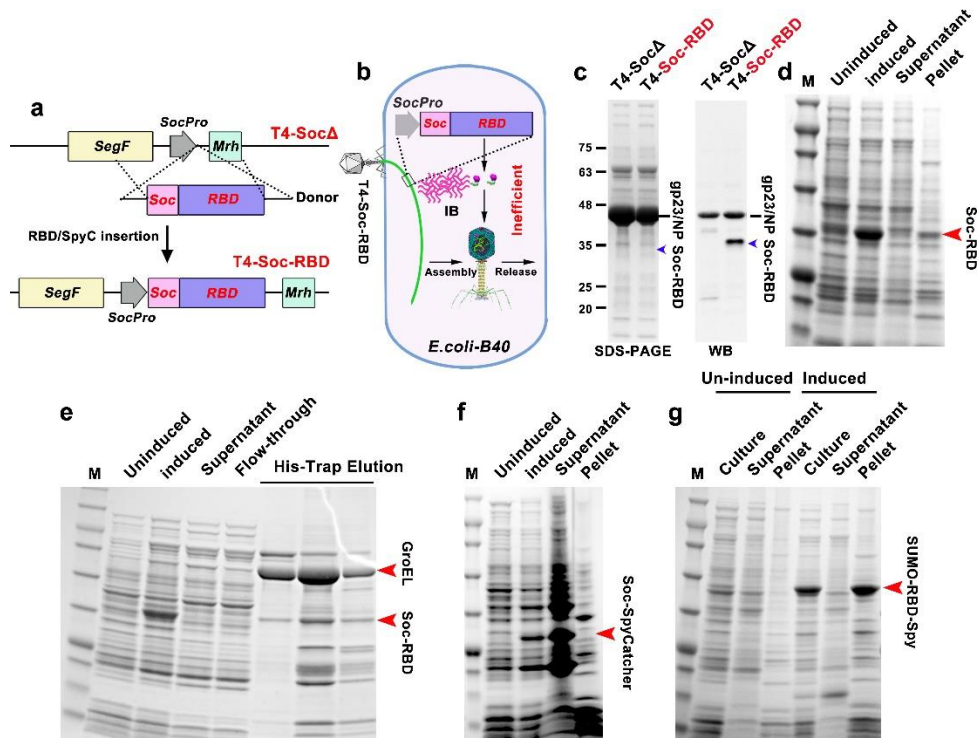 a
SocPro
T4-SocΔ
SegF
Mrh
Soc
RBD
Donor
RBD/SpyC insertion
T4-Soc-RBD
SegF
Soc
RBD
Mrh
SocPro
b
SocPro
Soc
RBD
T4-Soc-RBD
IB
Inefficient
Assembly
Release
E.coli-B40
c
T4-SocΔ
T4-Soc-RBD
T4-SocΔ
T4-Soc-RBD
75
63
48
35
25
20
gp23/NP
Soc-RBD
gp23/NP
Soc-RBD
SDS-PAGE
WB
d
M
Uninduced
induced
Supernatant
Pellet
Soc-RBD
e
M
Uninduced
induced
Supernatant
Flow-through
His-Trap Elution
GroEL
Soc-RBD
f
M
Uninduced
induced
Supernatant
Pellet
Soc-SpyCatcher
g
Un-induced
Induced
M
Culture
Supernatant
Pellet
Culture
Supernatant
Pellet
SUMO-RBD-Spy